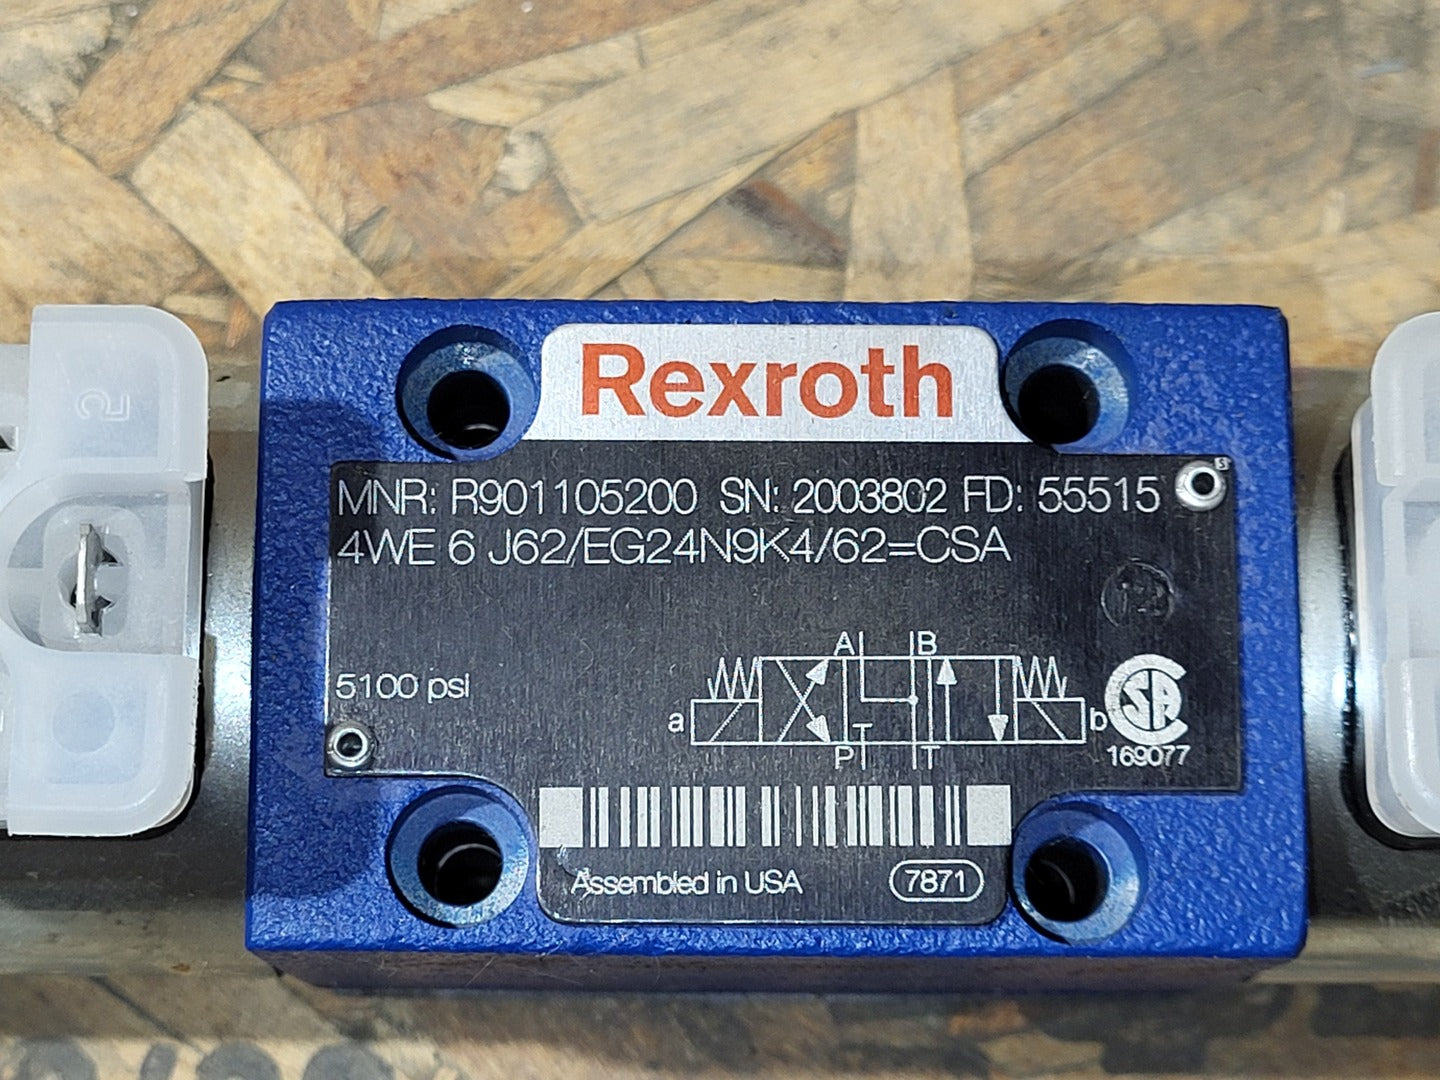 Rexroth
MNR: R901105200 SN: 2003802 FD: 55515
4WE 6 J62/EG24N9K4/62=CSA
5100 psi
A B
a b
P T
CSA
169077
Assembled in USA
7871